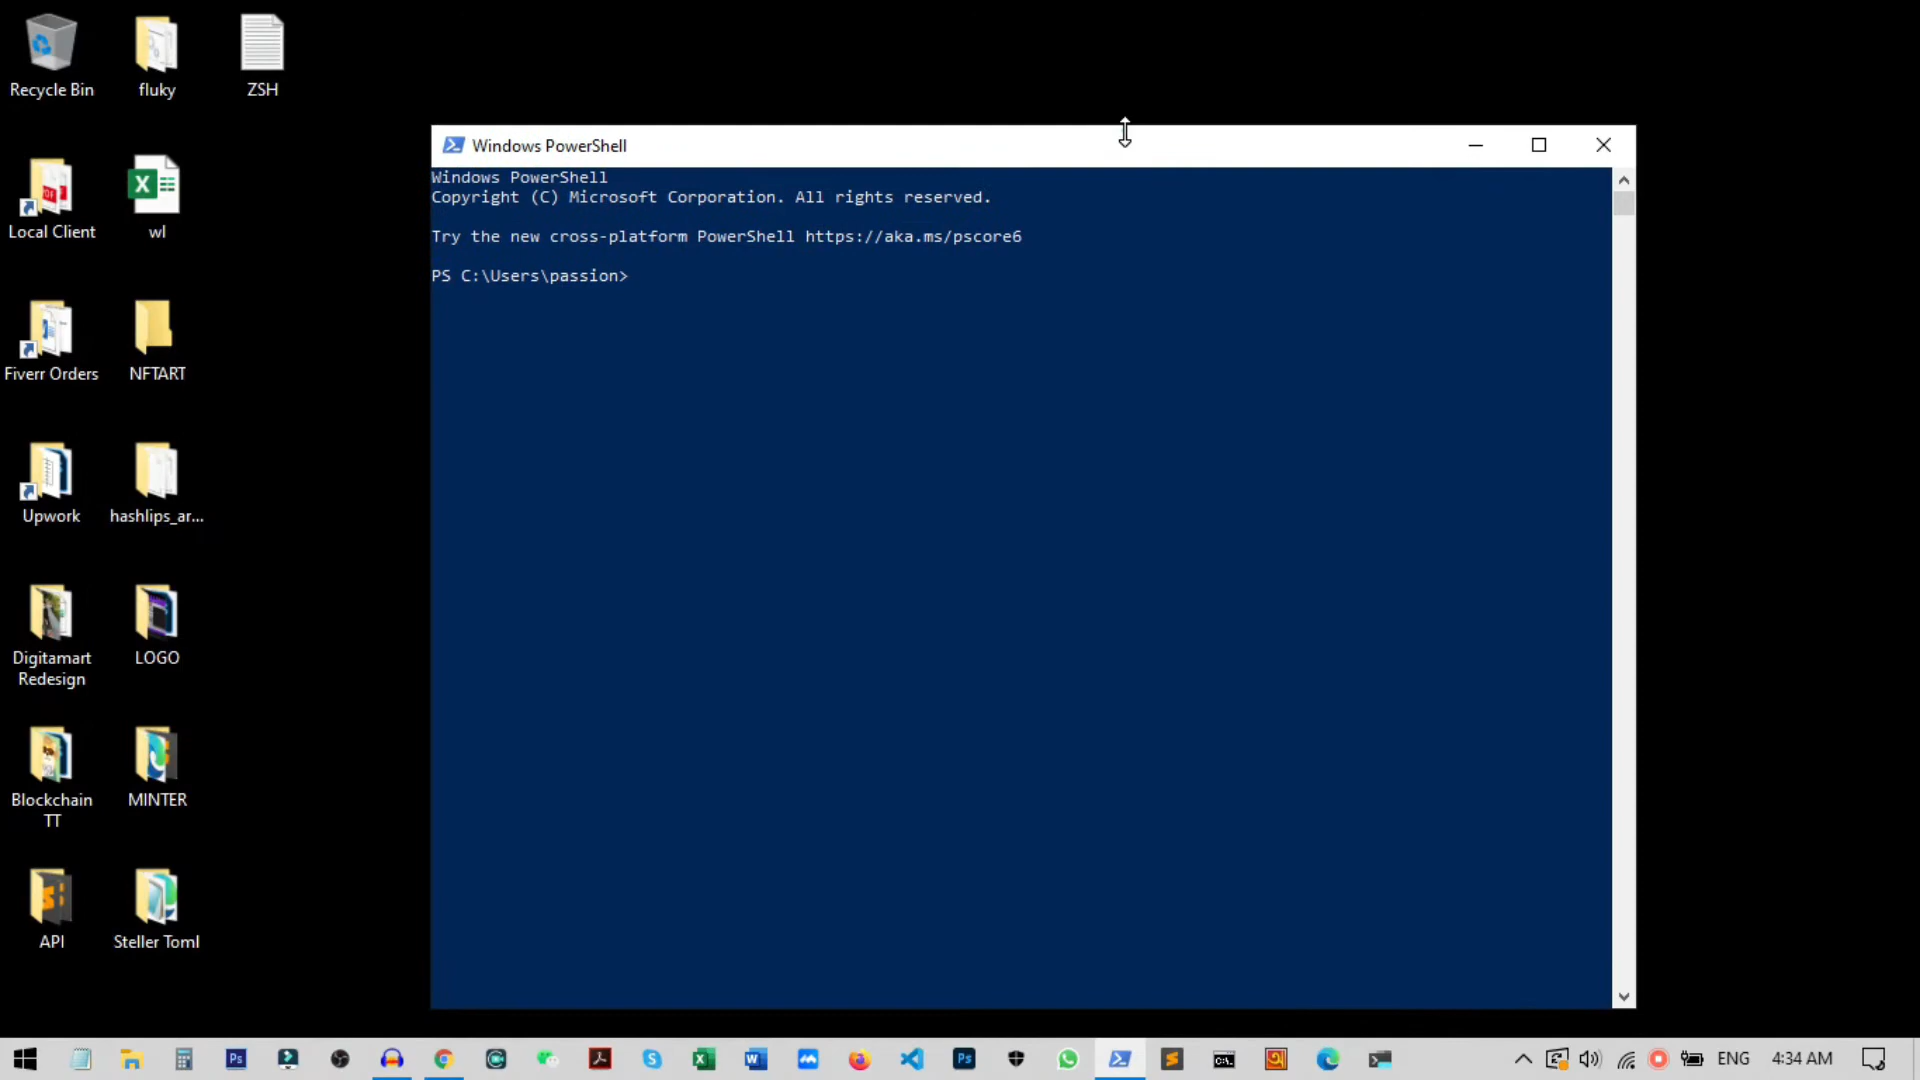 Recycle Bin
fluky
ZSH
Local Client
wl
Fiverr Orders
NFTART
Upwork
hashlips_ar...
Digitamart
Redesign
LOGO
Blockchain
TT
MINTER
API
Steller Toml
Windows PowerShell
Windows PowerShell
Copyright (C) Microsoft Corporation. All rights reserved.
Try the new cross-platform PowerShell https://aka.ms/pscore6
PS C:\Users\passion>
ENG
4:34 AM